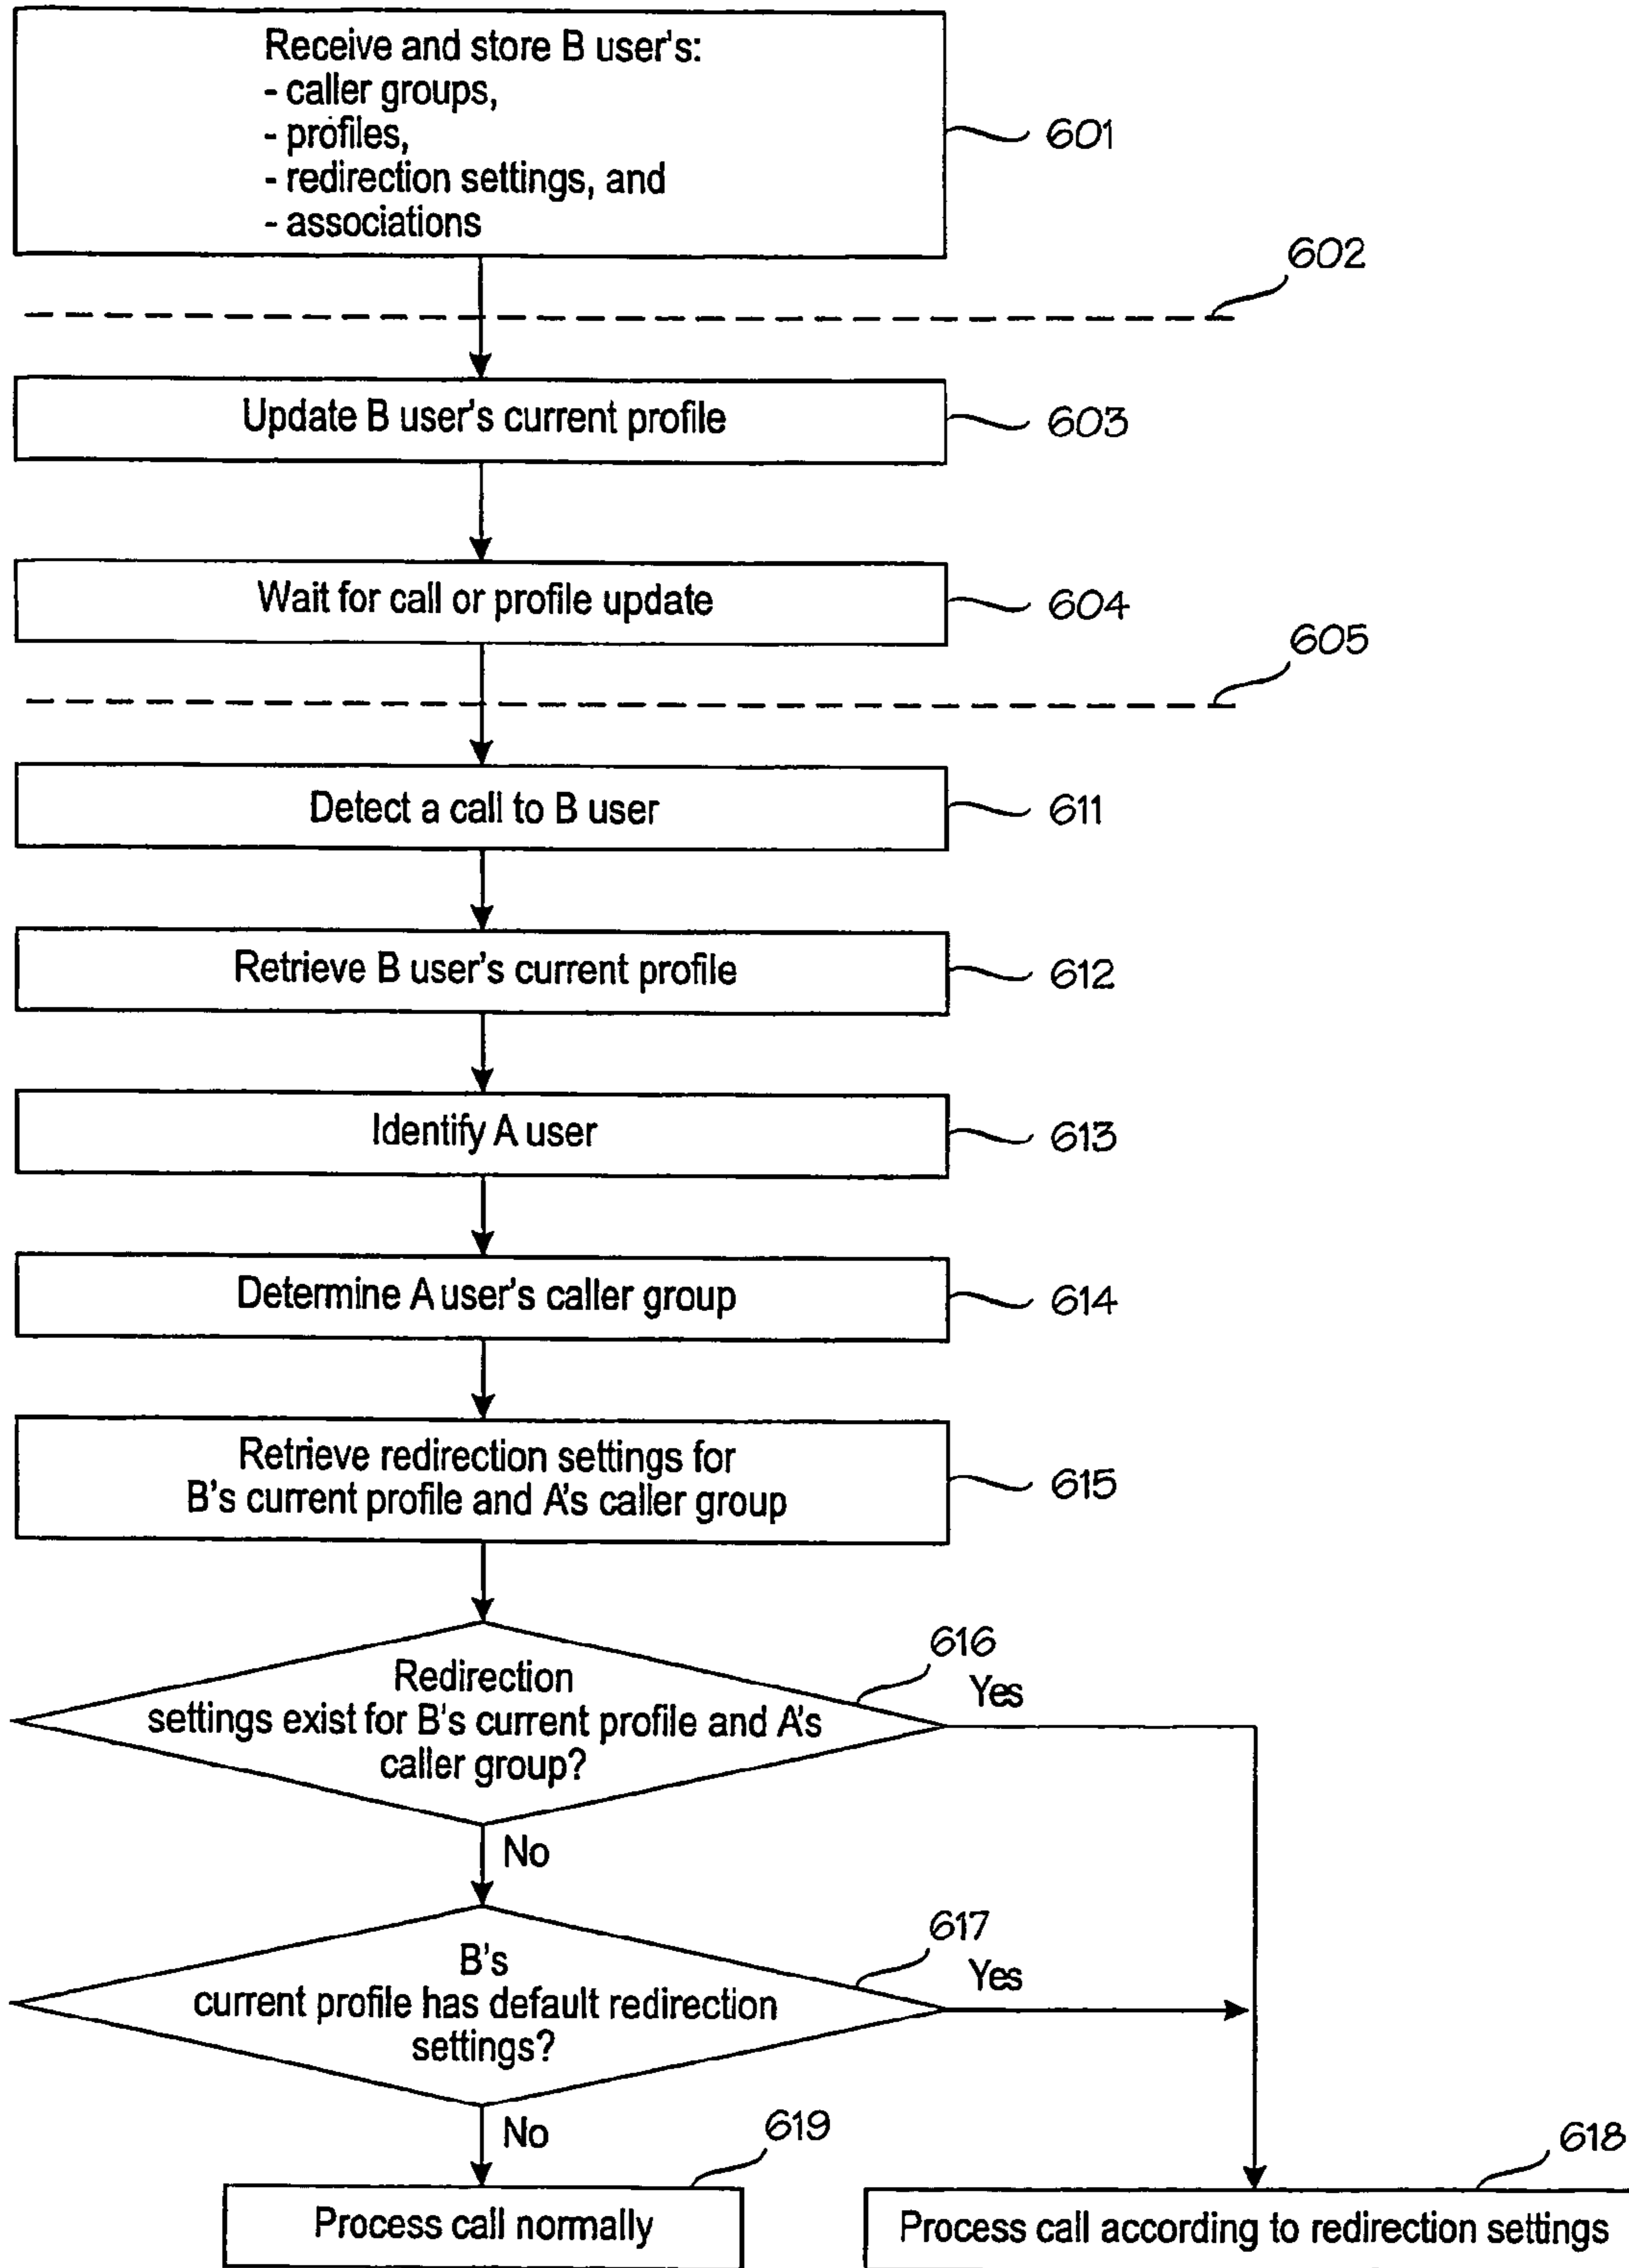 Receive and store B user's:
- caller groups,
- profiles,
- redirection settings, and
- associations
601
602
Update B user's current profile
603
Wait for call or profile update
604
605
Detect a call to B user
611
Retrieve B user's current profile
612
Identify A user
613
Determine A user's caller group
614
Retrieve redirection settings for
B's current profile and A's caller group
615
616
Redirection
Yes
settings exist for B's current profile and A's
caller group?
No
617
B's
Yes
current profile has default redirection
settings?
No
619
618
Process call normally
Process call according to redirection settings